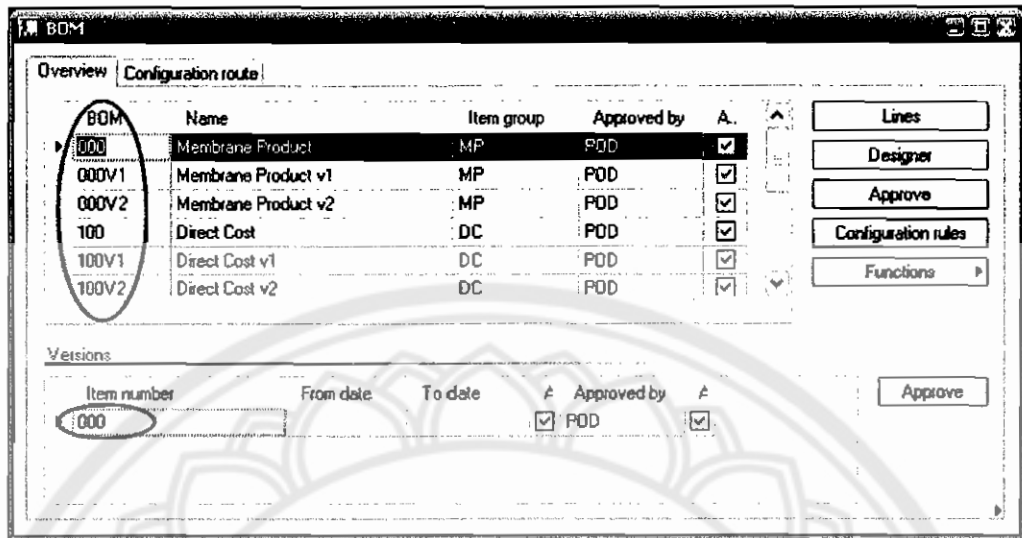 BOM
Overview Configuration route
BOM Name Item group Approved by A..
000 Membrane Product MP POD
000V1 Membrane Product v1 MP POD
000V2 Membrane Product v2 MP POD
100 Direct Cost DC POD
100V1 Direct Cost v1 DC POD
100V2 Direct Cost v2 DC POD
Lines
Designer
Approve
Configuration rules
Functions
Versions
Item number From date To date Approved by
000 POD
Approve